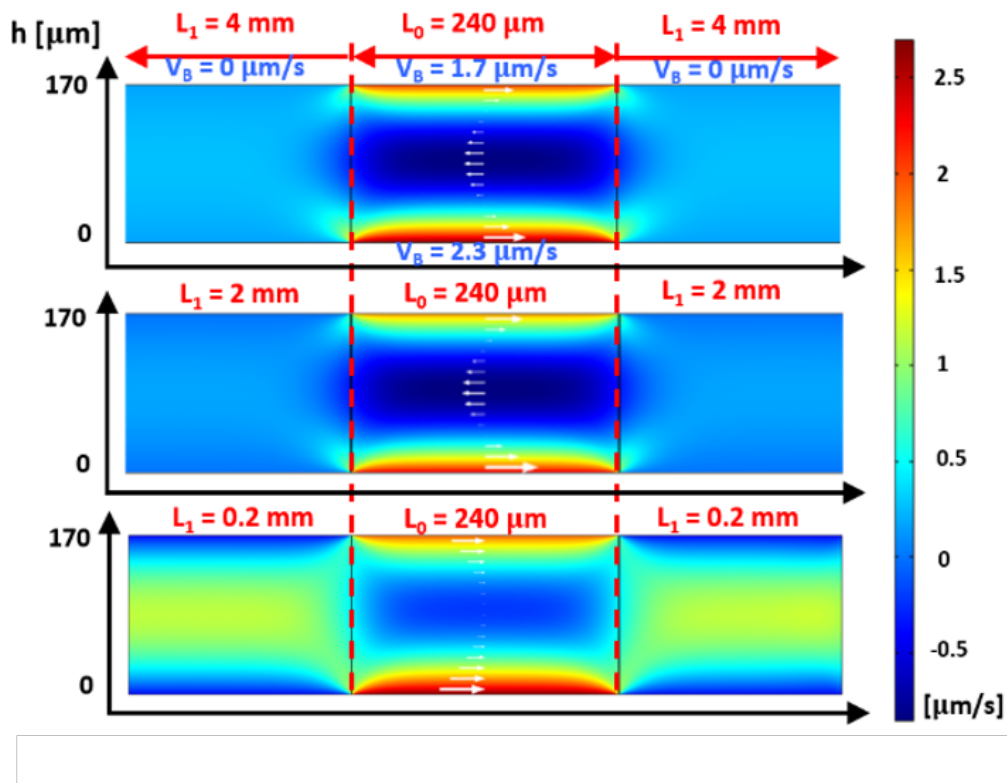 h [µm]
L₁ = 4 mm L₀ = 240 µm L₁ = 4 mm
V_B = 0 µm/s V_B = 1.7 µm/s V_B = 0 µm/s
170
0
V_B = 2.3 µm/s
L₁ = 2 mm L₀ = 240 µm L₁ = 2 mm
170
0
L₁ = 0.2 mm L₀ = 240 µm L₁ = 0.2 mm
170
0
2.5
2
1.5
1
0.5
0
-0.5
[µm/s]